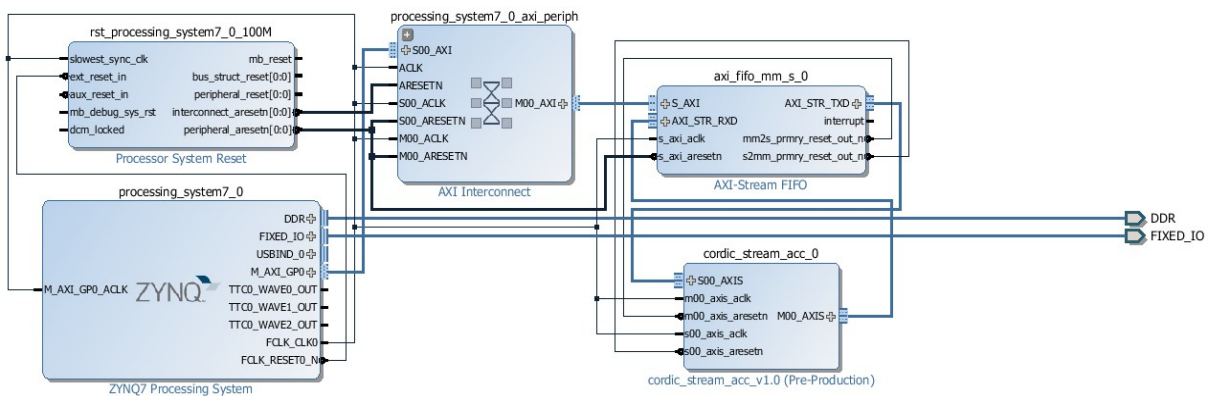 rst_processing_system7_0_100M
slowest_sync_clk
ext_reset_in
aux_reset_in
mb_debug_sys_rst
dcm_locked
mb_reset
bus_struct_reset[0:0]
peripheral_reset[0:0]
interconnect_aresetn[0:0]
peripheral_aresetn[0:0]
Processor System Reset
processing_system7_0_axi_periph
S00_AXI
ACLK
ARESETN
S00_ACLK
S00_ARESETN
M00_ACLK
M00_ARESETN
M00_AXI
AXI Interconnect
axi_fifo_mm_s_0
S_AXI
AXI_STR_RXD
s_axi_aclk
s_axi_aresetn
AXI_STR_TXD
interrupt
mm2s_prmry_reset_out_n
s2mm_prmry_reset_out_n
AXI-Stream FIFO
processing_system7_0
M_AXI_GP0_ACLK
ZYNQ
DDR
FIXED_IO
USBIND_0
M_AXI_GP0
TTC0_WAVE0_OUT
TTC0_WAVE1_OUT
TTC0_WAVE2_OUT
FCLK_CLK0
FCLK_RESET0_N
ZYNQ7 Processing System
DDR
FIXED_IO
cordic_stream_acc_0
S00_AXIS
m00_axis_aclk
m00_axis_aresetn
s00_axis_aclk
s00_axis_aresetn
M00_AXIS
cordic_stream_acc_v1.0 (Pre-Production)